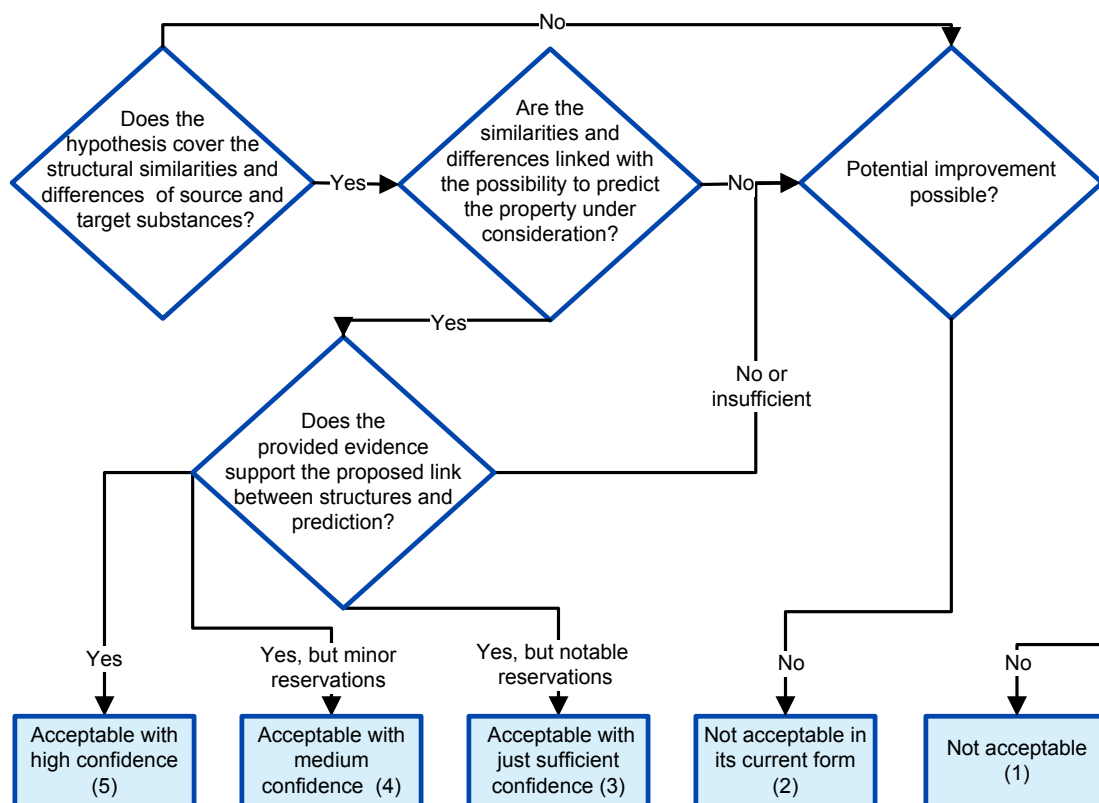 No
Does the
hypothesis cover the
structural similarities and
differences of source and
target substances?
Yes
Are the
similarities and
differences linked with
the possibility to predict
the property under
consideration?
No
Potential improvement
possible?
Yes
No or
insufficient
Does the
provided evidence
support the proposed link
between structures and
prediction?
Yes
Yes, but minor
reservations
Yes, but notable
reservations
No
No
Acceptable with
high confidence
(5)
Acceptable with
medium
confidence (4)
Acceptable with
just sufficient
confidence (3)
Not acceptable in
its current form
(2)
Not acceptable
(1)